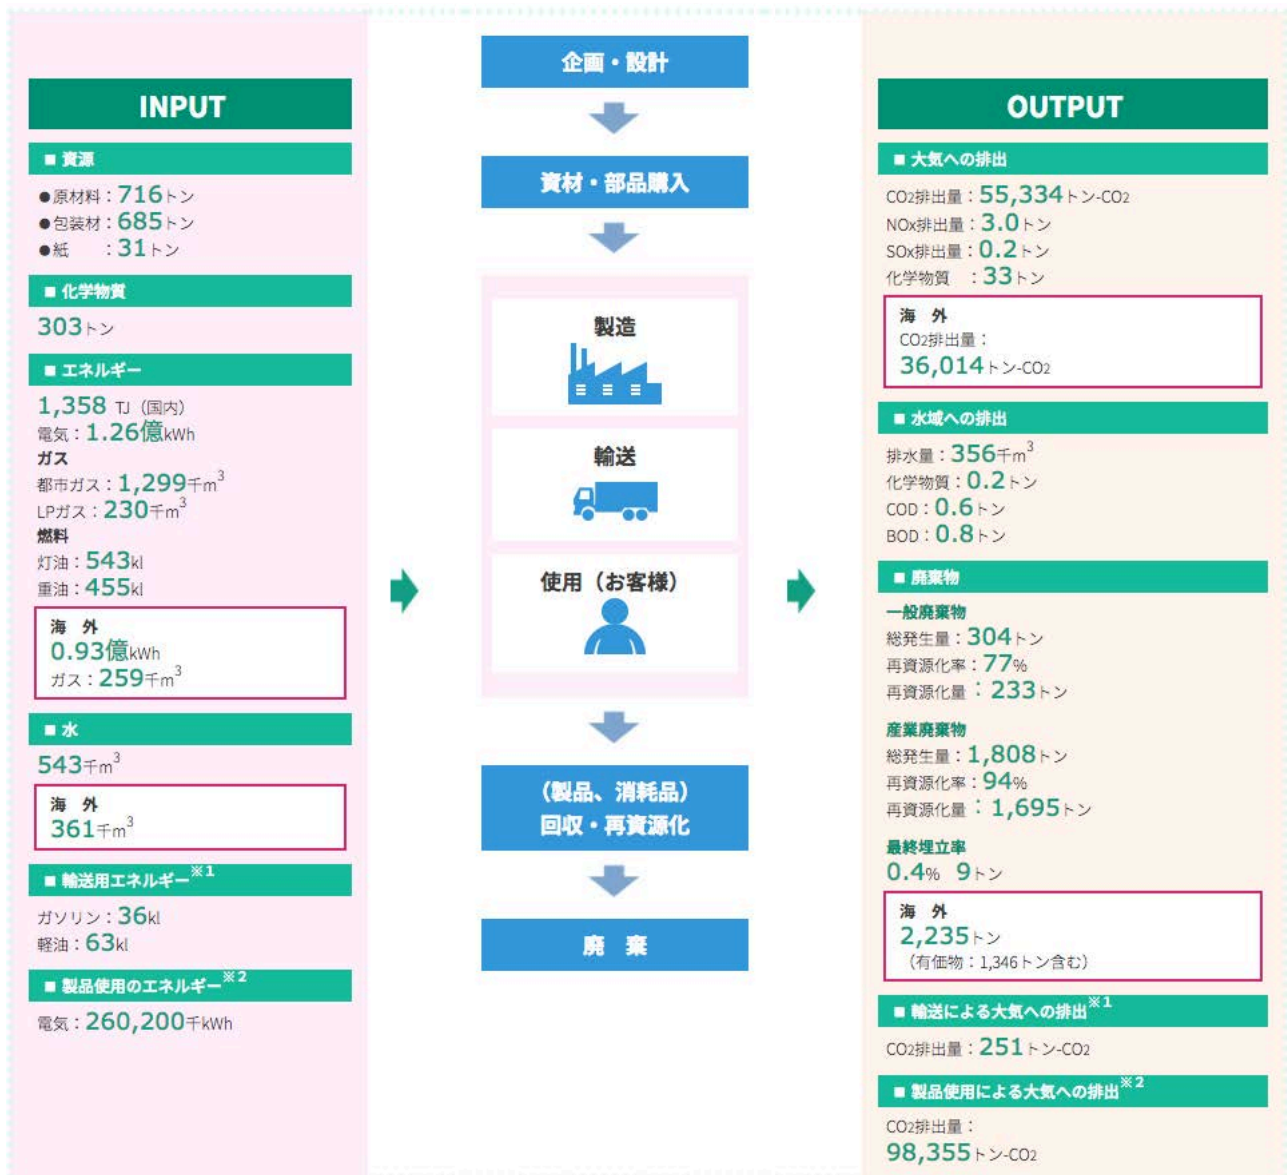 INPUT
■ 資源
●原材料：716トン
●包装材：685トン
●紙　　：31トン
■ 化学物質
303トン
■ エネルギー
1,358 TJ（国内）
電気：1.26億kWh
ガス
都市ガス：1,299千m³
LPガス：230千m³
燃料
灯油：543kl
重油：455kl
海　外
0.93億kWh
ガス：259千m³
■ 水
543千m³
海　外
361千m³
■ 輸送用エネルギー※1
ガソリン：36kl
軽油：63kl
■ 製品使用のエネルギー※2
電気：260,200千kWh
企画・設計
資材・部品購入
製造
輸送
使用（お客様）
（製品、消耗品）
回収・再資源化
廃　棄
OUTPUT
■ 大気への排出
CO2排出量：55,334トン-CO2
NOx排出量：3.0トン
SOx排出量：0.2トン
化学物質　：33トン
海　外
CO2排出量：
36,014トン-CO2
■ 水域への排出
排水量：356千m³
化学物質：0.2トン
COD：0.6トン
BOD：0.8トン
■ 廃棄物
一般廃棄物
総発生量：304トン
再資源化率：77%
再資源化量：233トン
産業廃棄物
総発生量：1,808トン
再資源化率：94%
再資源化量：1,695トン
最終埋立率
0.4%　9トン
海　外
2,235トン
（有価物：1,346トン含む）
■ 輸送による大気への排出※1
CO2排出量：251トン-CO2
■ 製品使用による大気への排出※2
CO2排出量：
98,355トン-CO2